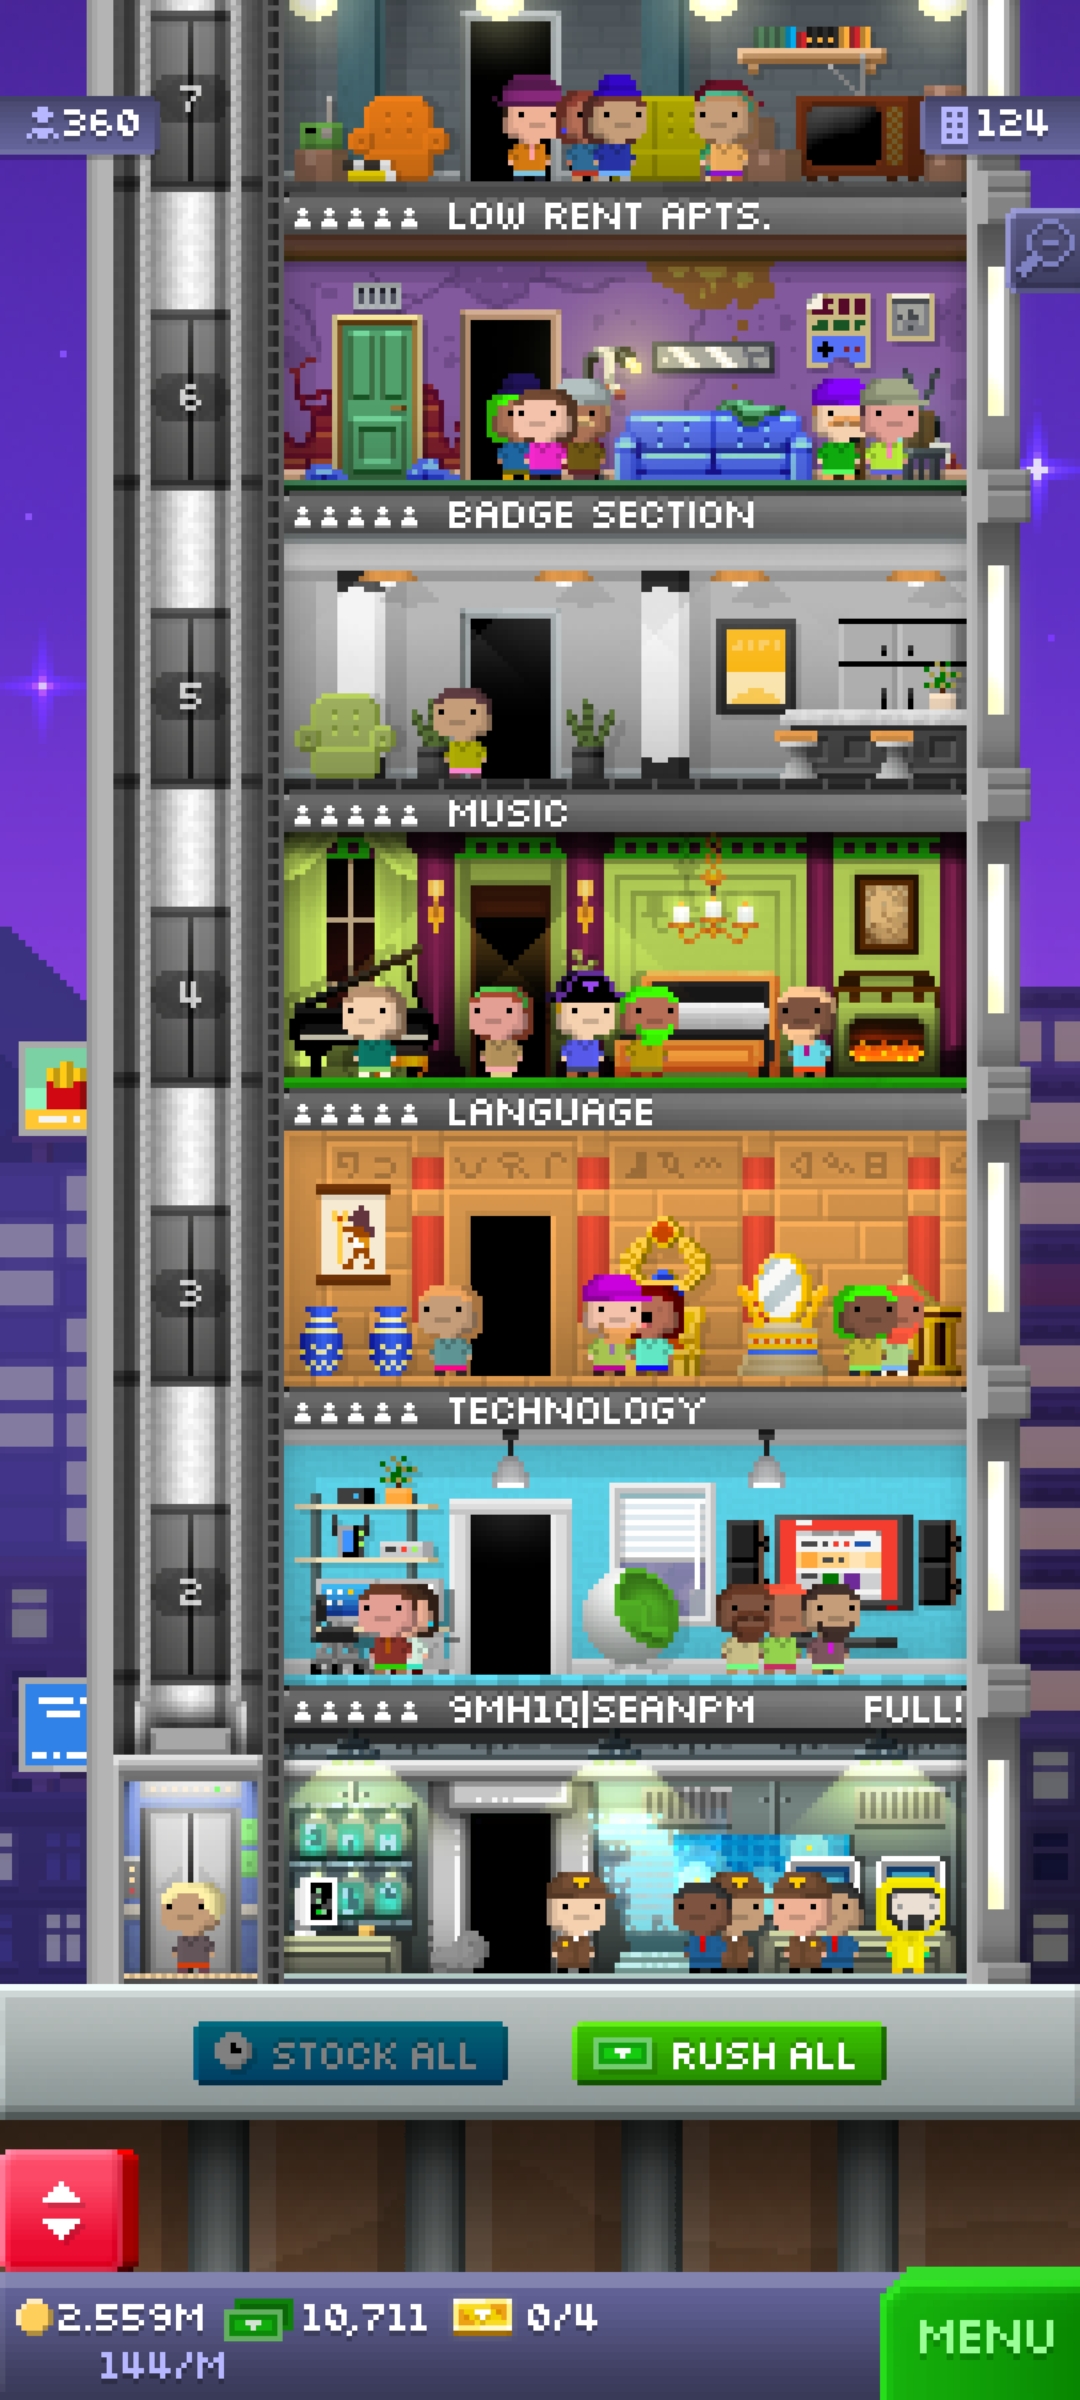 7
360
124
LOW RENT APTS.
6
BADGE SECTION
5
MUSIC
4
LANGUAGE
3
TECHNOLOGY
2
9MH1Q|SEANPM FULL!
STOCK ALL
RUSH ALL
2.559M 10,711 0/4
144/M
MENU